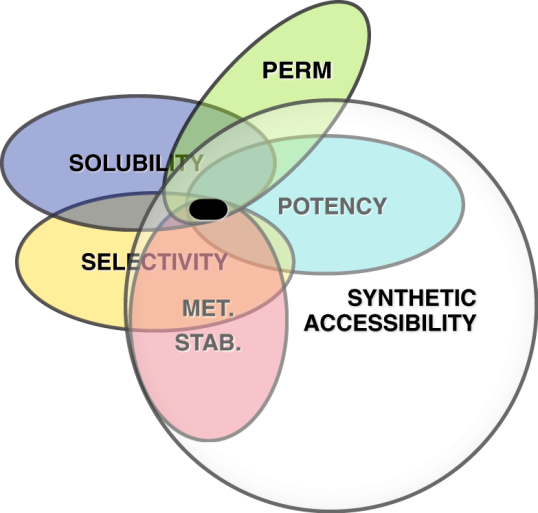 PERM
SOLUBILITY
POTENCY
SELECTIVITY
SYNTHETIC
ACCESSIBILITY
MET.
STAB.